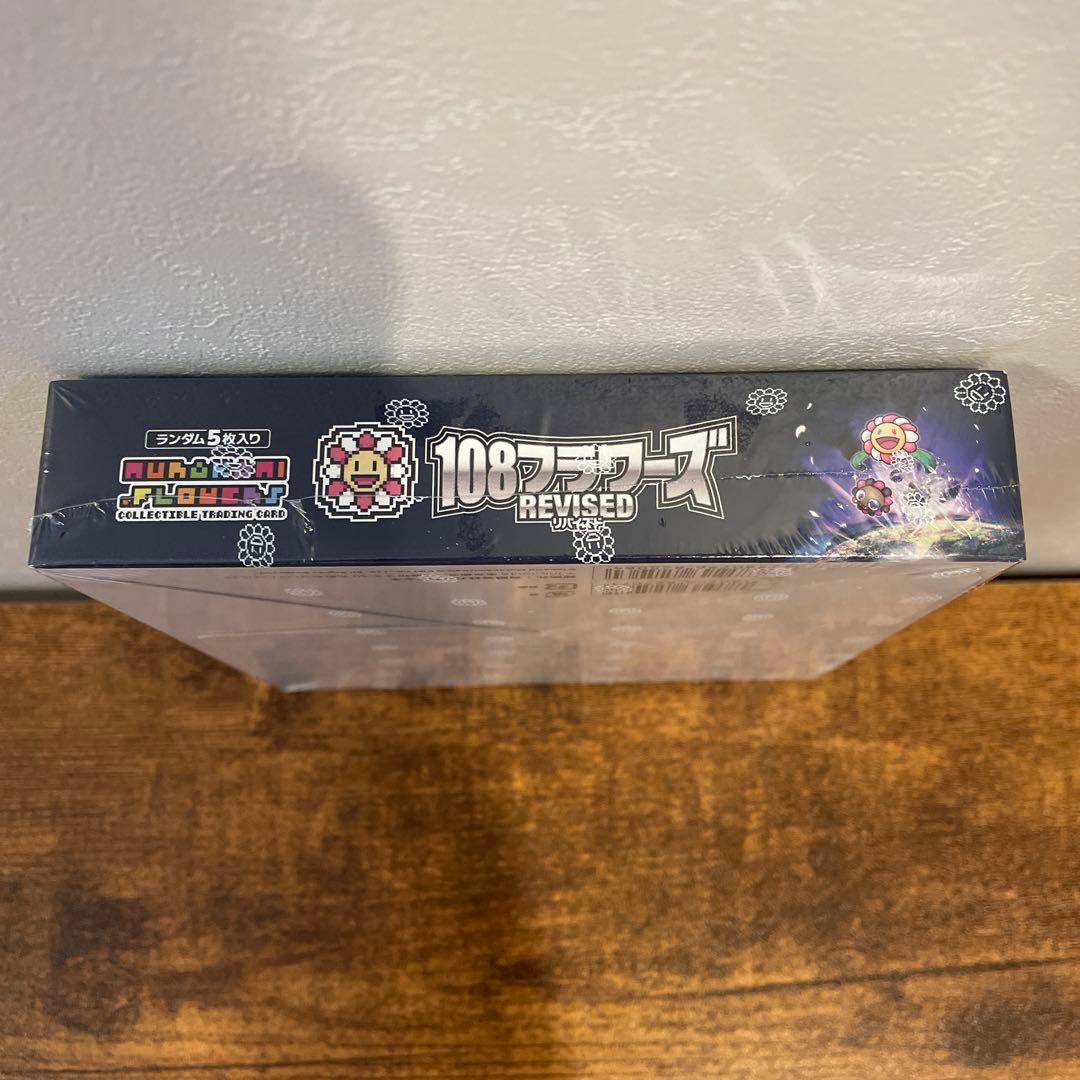 ランダム5枚入り
MURAKAMI
.FLOWERS
COLLECTIBLE TRADING CARD
108フラワーズ
REVISED
リバイズド